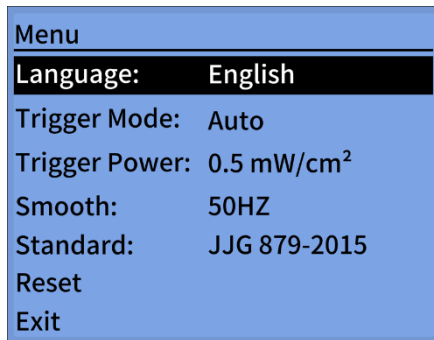 Menu
Language: English
Trigger Mode: Auto
Trigger Power: 0.5 mW/cm²
Smooth: 50HZ
Standard: JJG 879-2015
Reset
Exit